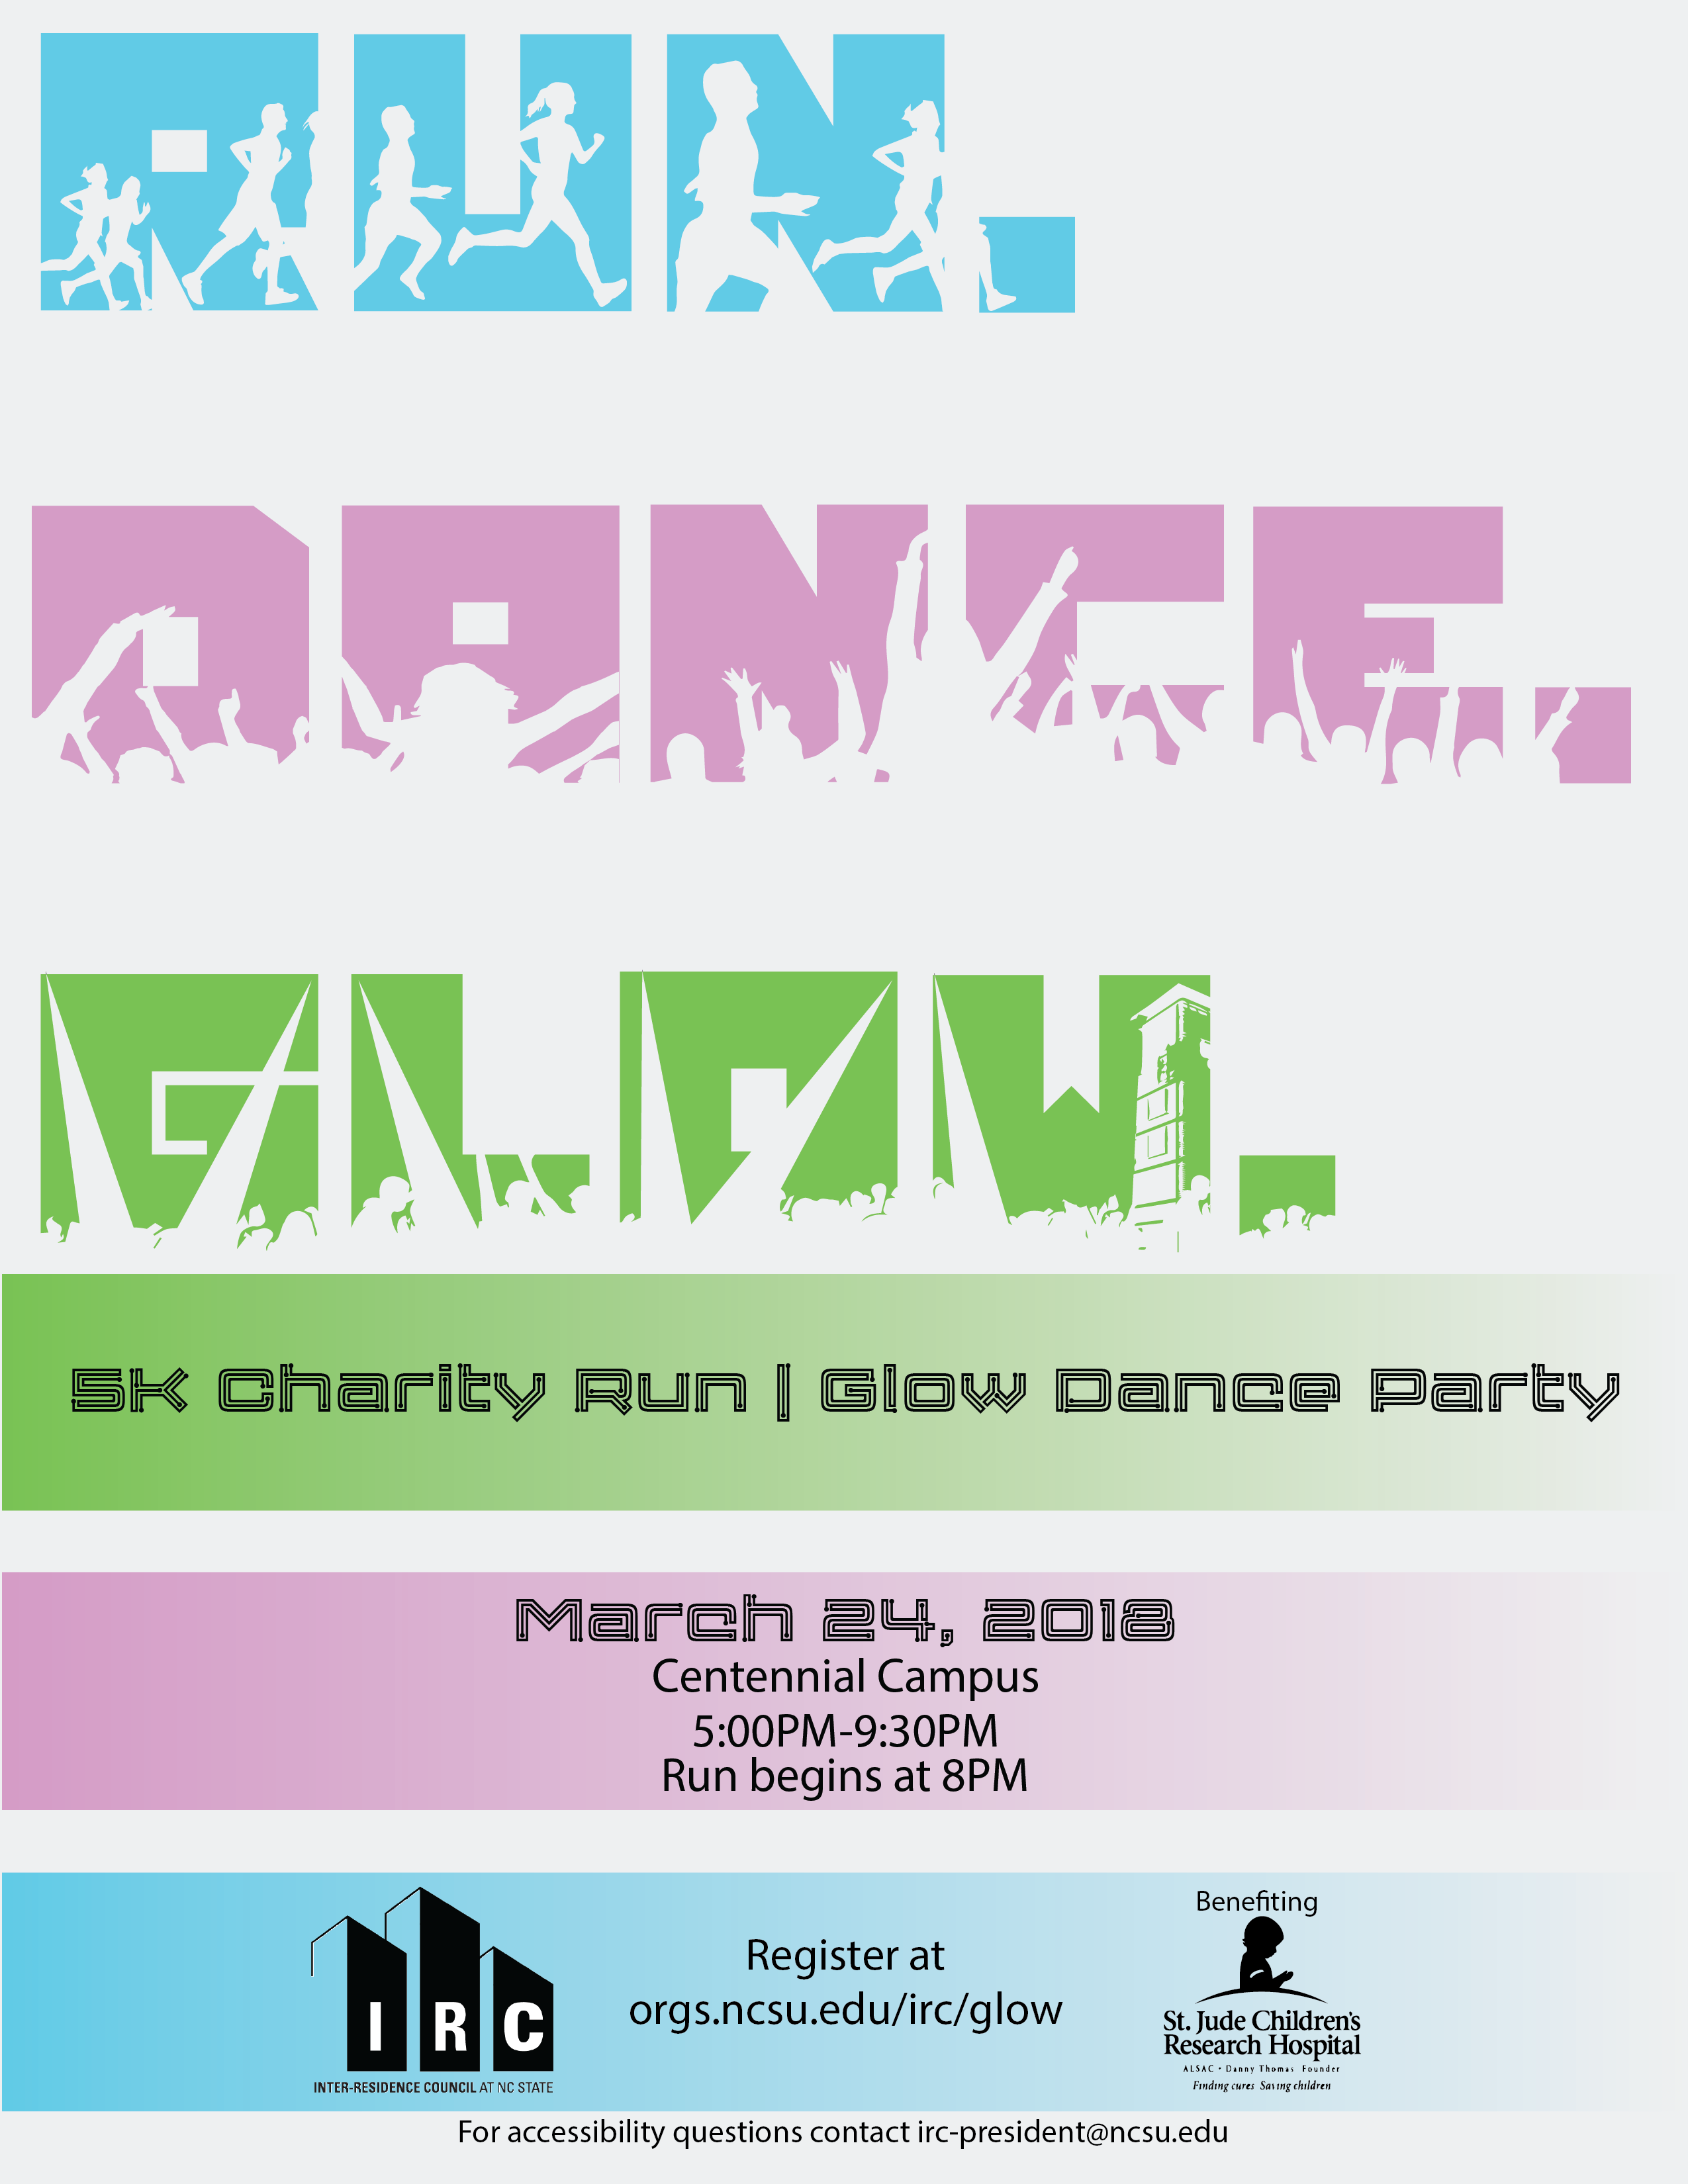 RUN.
DANCE.
GLOW.
5K Charity Run | Glow Dance Party
March 24, 2018
Centennial Campus
5:00PM-9:30PM
Run begins at 8PM
IRC
INTER-RESIDENCE COUNCIL AT NC STATE
Register at
orgs.ncsu.edu/irc/glow
Benefiting
St. Jude Children's
Research Hospital
ALSAC • Danny Thomas Founder
Finding cures Saving children
For accessibility questions contact irc-president@ncsu.edu